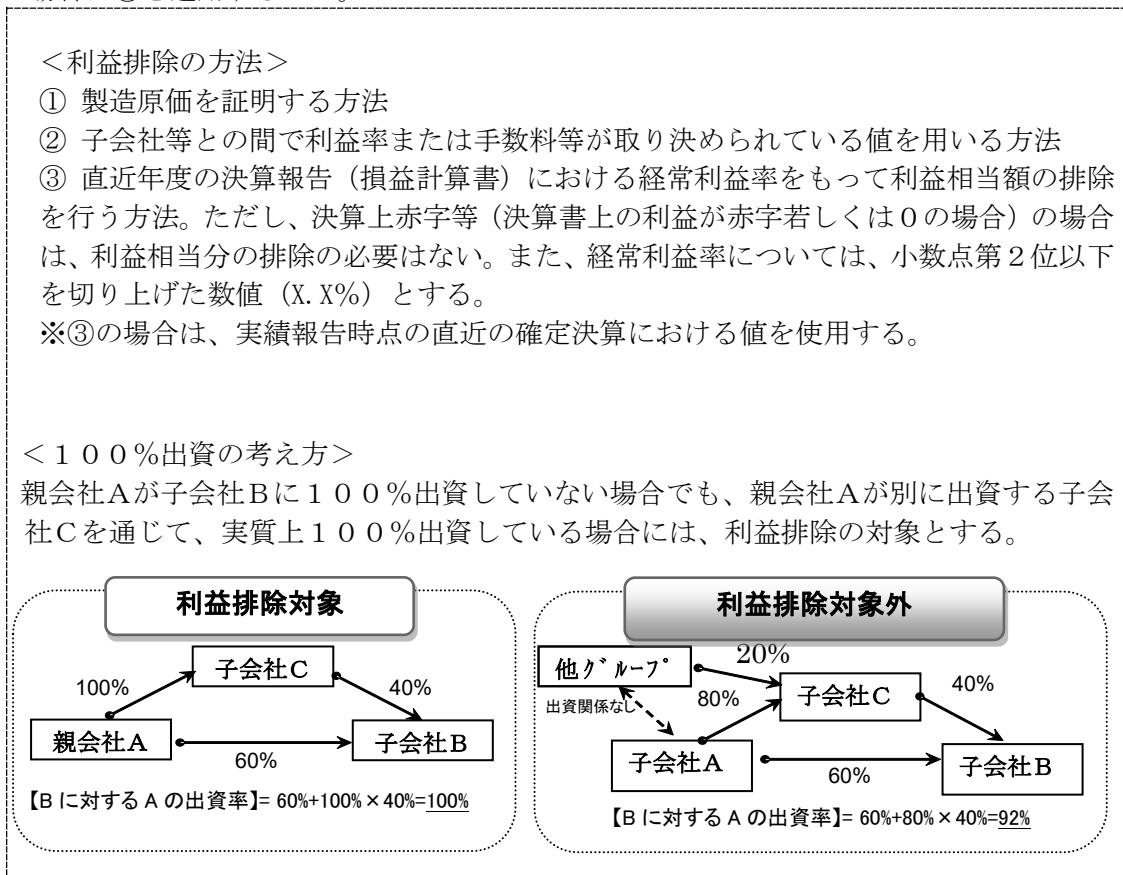 ＜利益排除の方法＞
① 製造原価を証明する方法
② 子会社等との間で利益率または手数料等が取り決められている値を用いる方法
③ 直近年度の決算報告（損益計算書）における経常利益率をもって利益相当額の排除
を行う方法。ただし、決算上赤字等（決算書上の利益が赤字若しくは０の場合）の場合
は、利益相当分の排除の必要はない。また、経常利益率については、小数点第２位以下
を切り上げた数値（X.X％）とする。
※③の場合は、実績報告時点の直近の確定決算における値を使用する。
＜１００％出資の考え方＞
親会社Ａが子会社Ｂに１００％出資していない場合でも、親会社Ａが別に出資する子会
社Ｃを通じて、実質上１００％出資している場合には、利益排除の対象とする。
利益排除対象
子会社Ｃ
100%
40%
親会社Ａ
子会社Ｂ
60%
【B に対する A の出資率】= 60%+100%×40%=100%
利益排除対象外
他ｸﾞﾙｰﾌﾟ
20%
出資関係なし
80%
子会社Ｃ
40%
子会社Ａ
子会社Ｂ
60%
【B に対する A の出資率】= 60%+80%×40%=92%